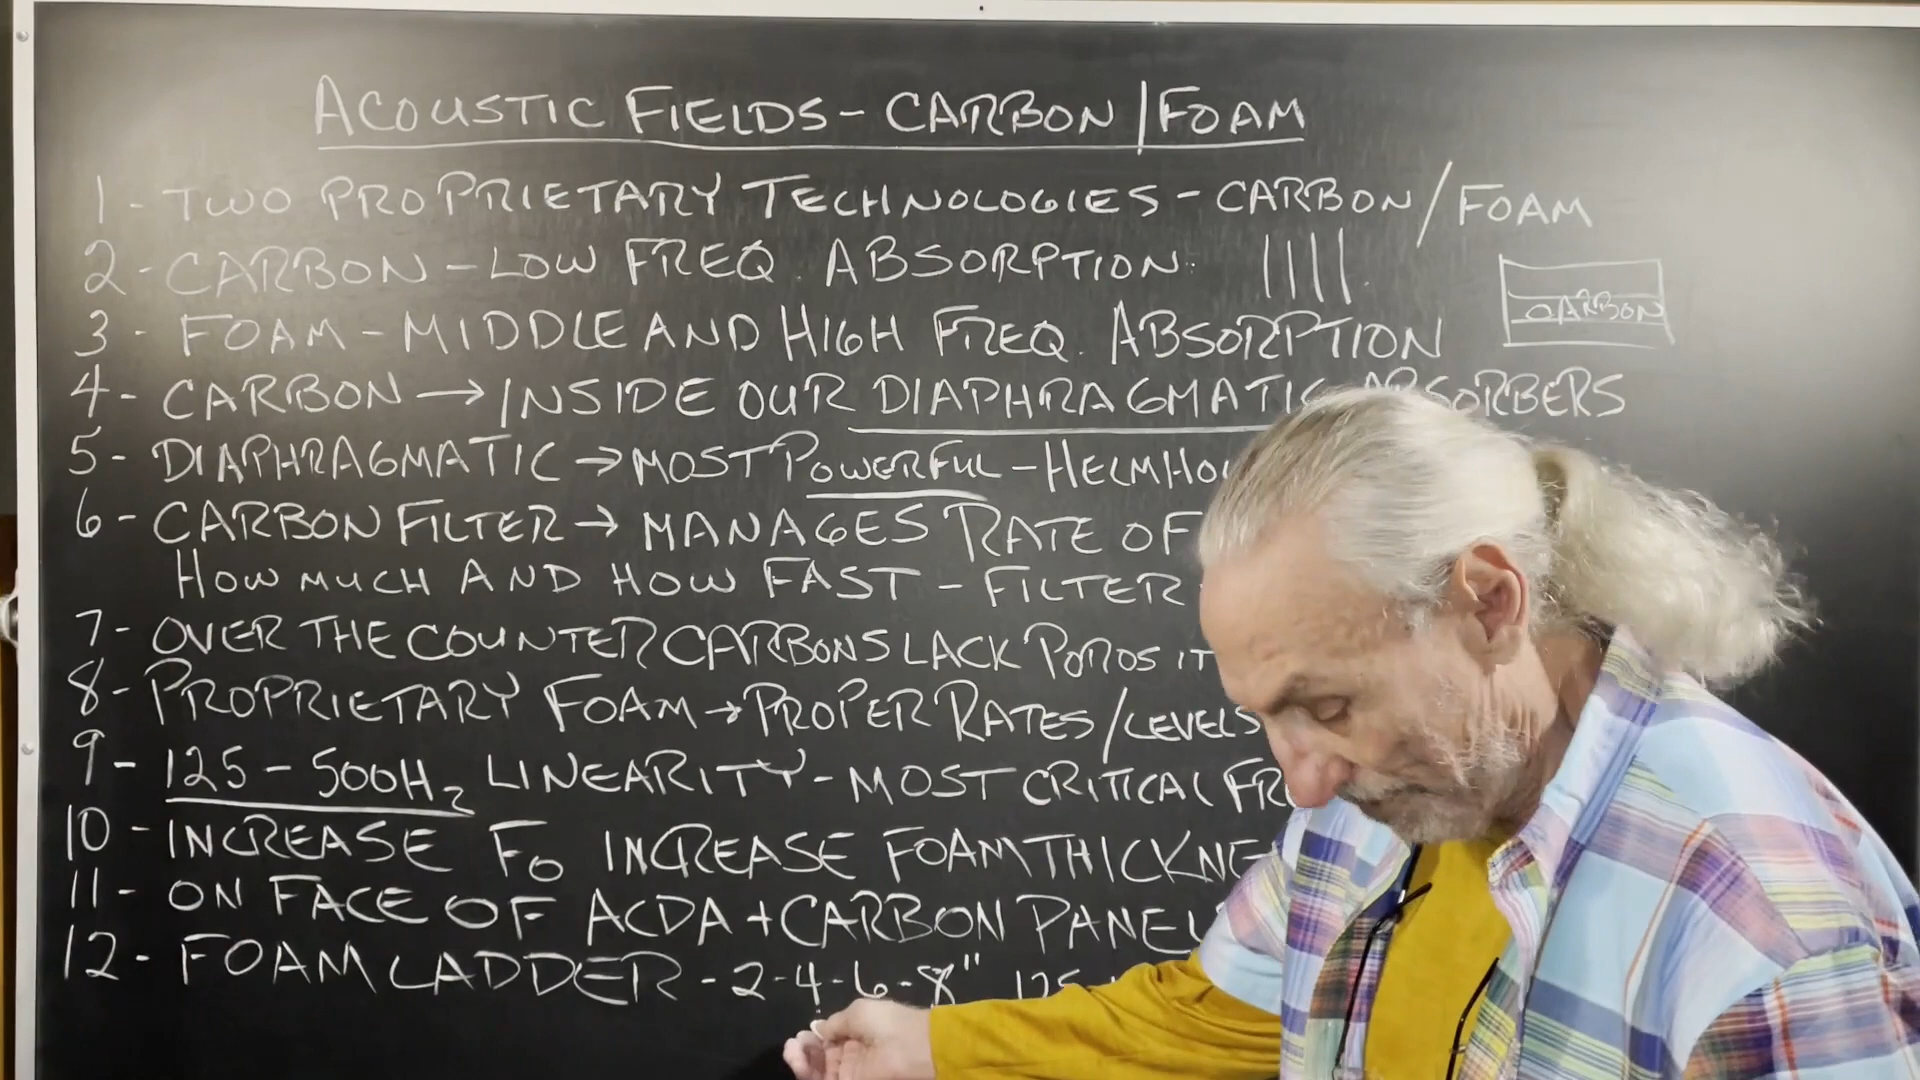 ACOUSTIC FIELDS - CARBON | FOAM
1 - TWO PROPRIETARY TECHNOLOGIES - CARBON / FOAM
2 - CARBON - LOW FREQ. ABSORPTION
CARBON
3 - FOAM - MIDDLE AND HIGH FREQ. ABSORPTION
4 - CARBON → INSIDE OUR DIAPHRAGMATIC ABSORBERS
5 - DIAPHRAGMATIC → MOST POWERFUL -
6 - CARBON FILTER → MANAGES RATE OF
HOW MUCH AND HOW FAST - FILTER
7 - OVER THE COUNTER CARBONS LACK
8 - PROPRIETARY FOAM → PROPER RATES / LEVELS
9 - 125 - 500Hz LINEARITY - MOST CRITICAL
10 - INCREASE Fo INCREASE FOAM
11 - ON FACE OF ACDA + CARBON PANELS
12 - FOAM LADDER - 2-4-6-8" 125